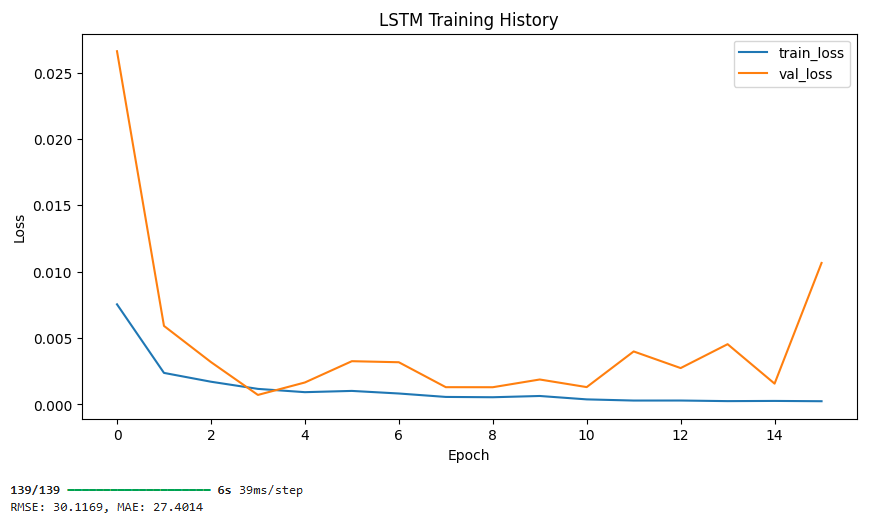 LSTM Training History
train_loss
val_loss
Loss
0.025
0.020
0.015
0.010
0.005
0.000
0 2 4 6 8 10 12 14
Epoch
139/139 ━━━━━━━━━━━━━━━━━━━━ 6s 39ms/step
RMSE: 30.1169, MAE: 27.4014